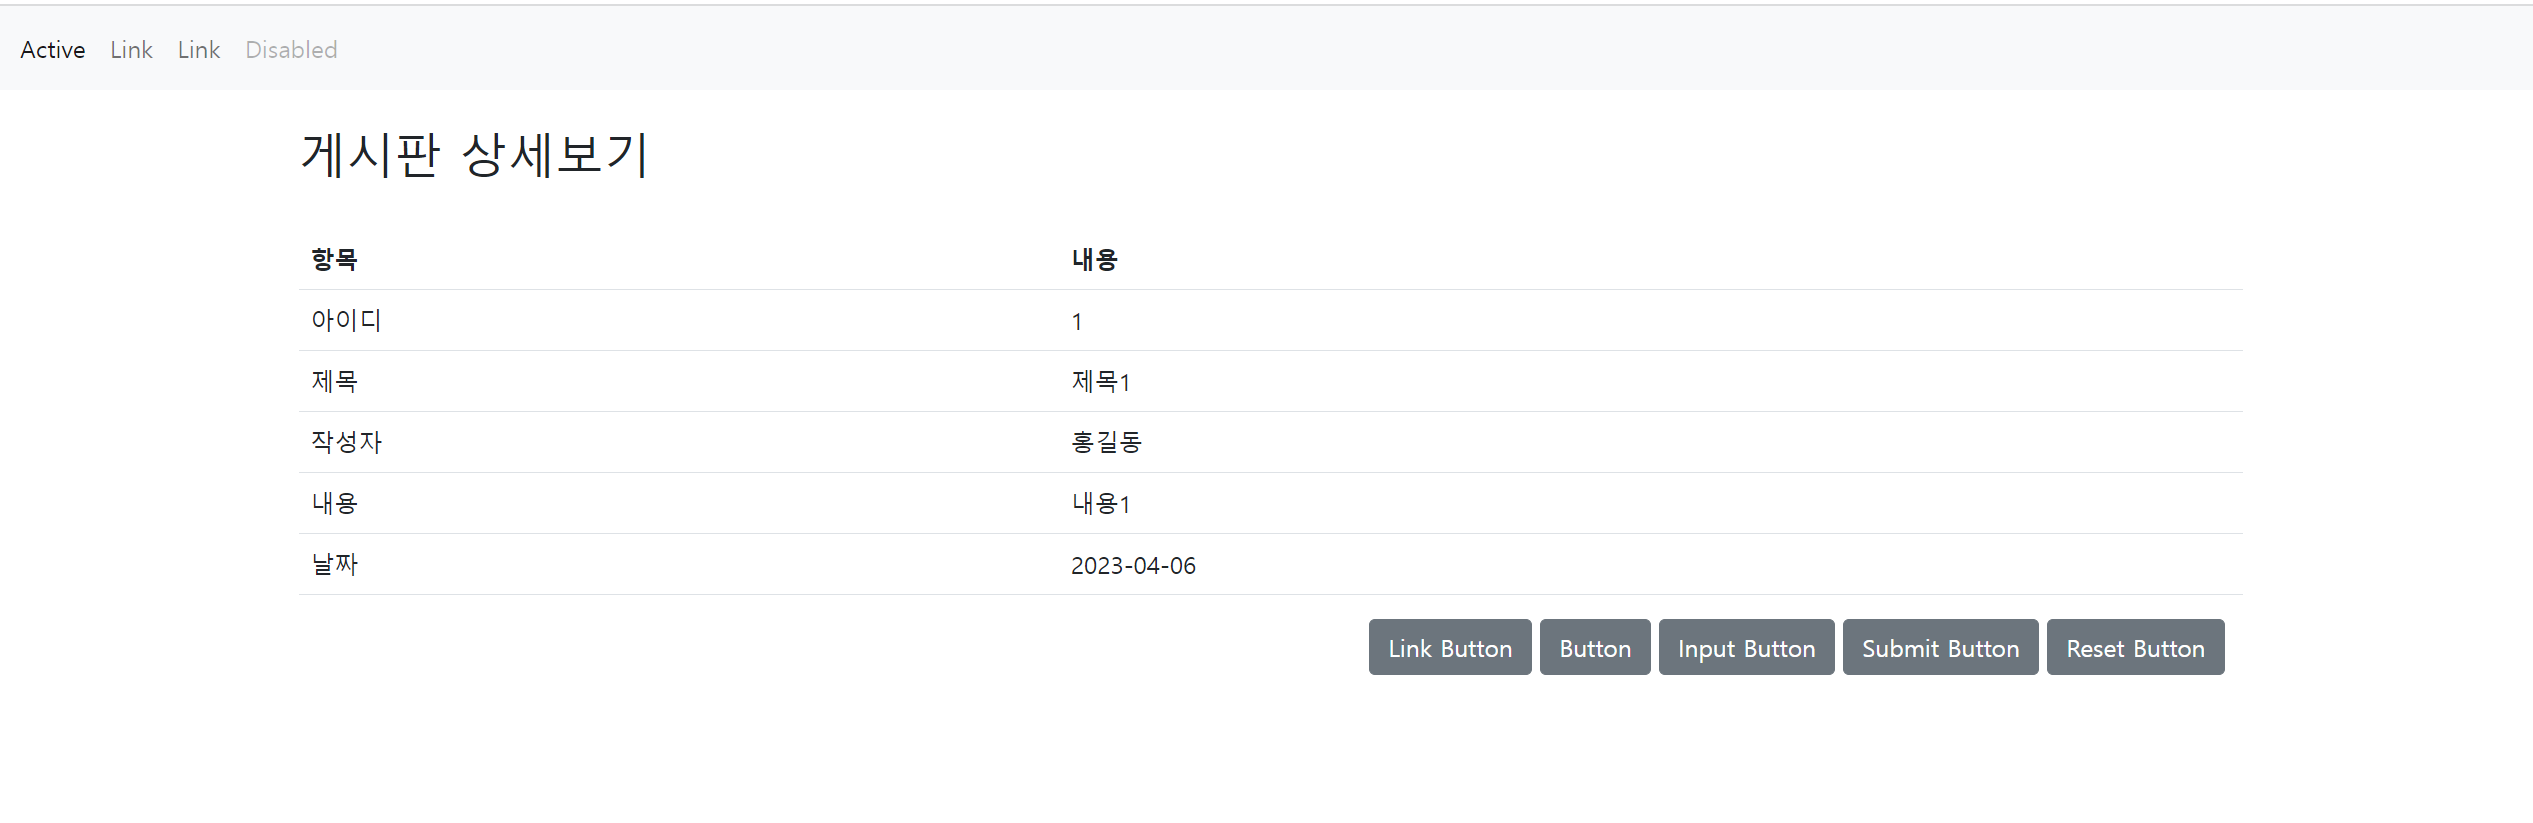 Active Link Link Disabled
게시판 상세보기
항목 내용
아이디 1
제목 제목1
작성자 홍길동
내용 내용1
날짜 2023-04-06
Link Button Button Input Button Submit Button Reset Button